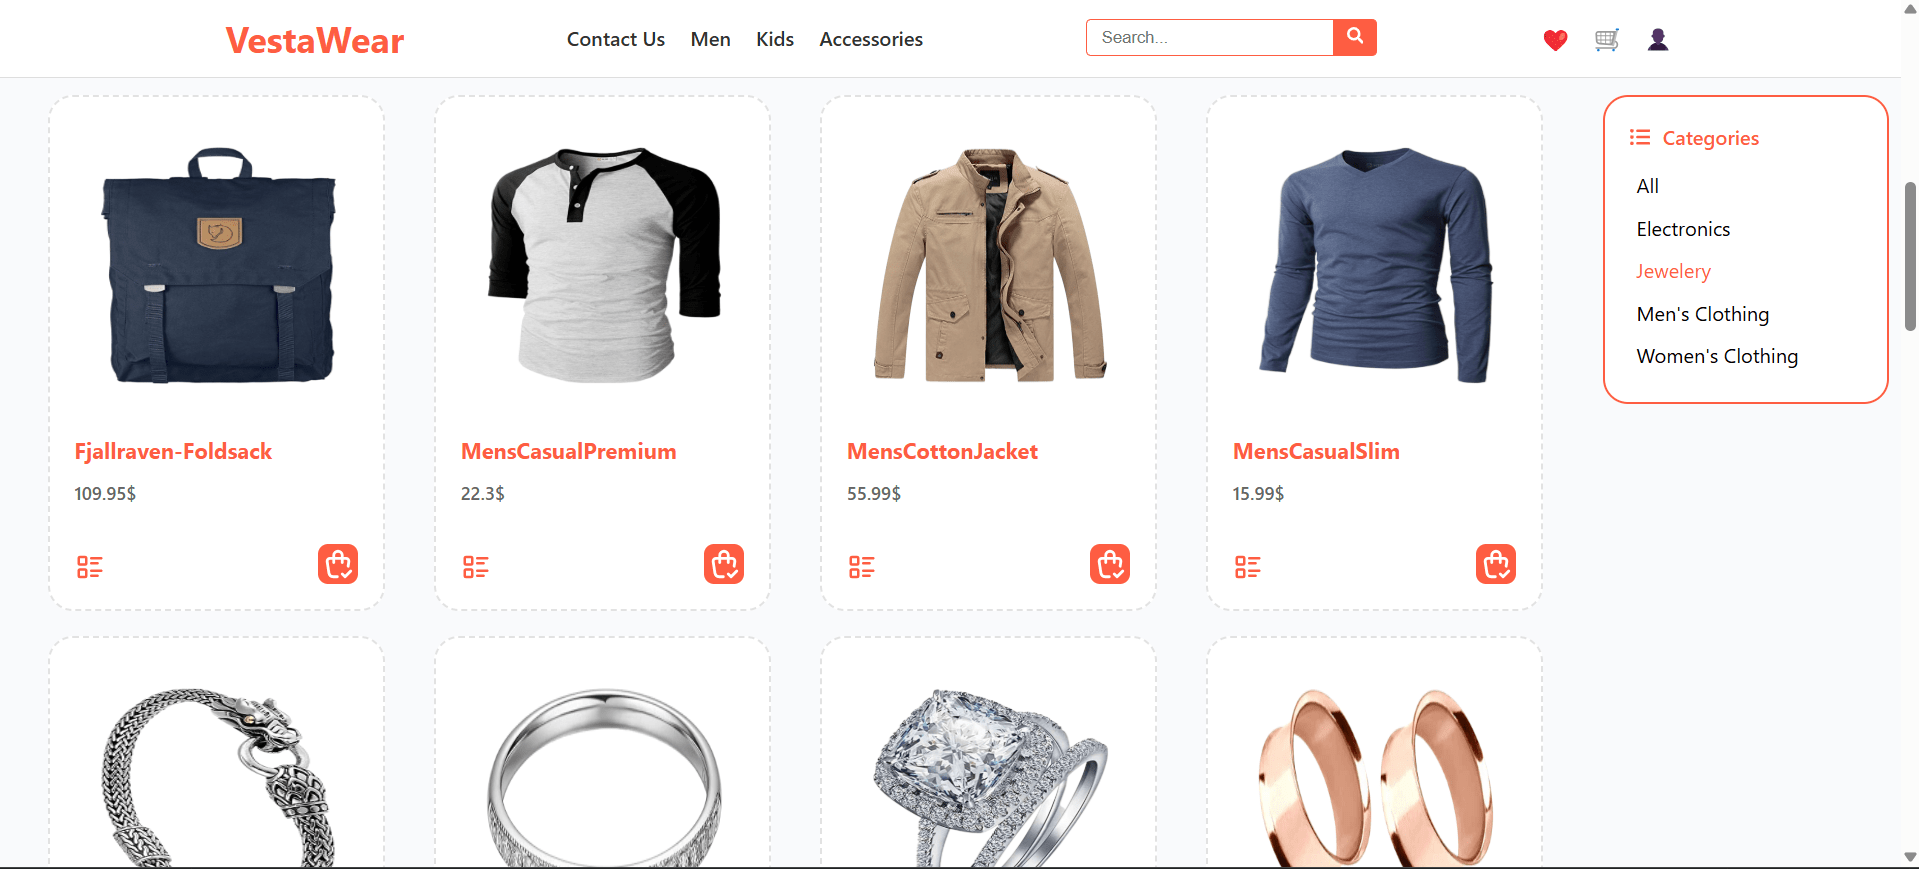 VestaWear
Contact Us
Men
Kids
Accessories
Search...
Fjallraven-Foldsack
109.95$
MensCasualPremium
22.3$
MensCottonJacket
55.99$
MensCasualSlim
15.99$
Categories
All
Electronics
Jewelery
Men's Clothing
Women's Clothing